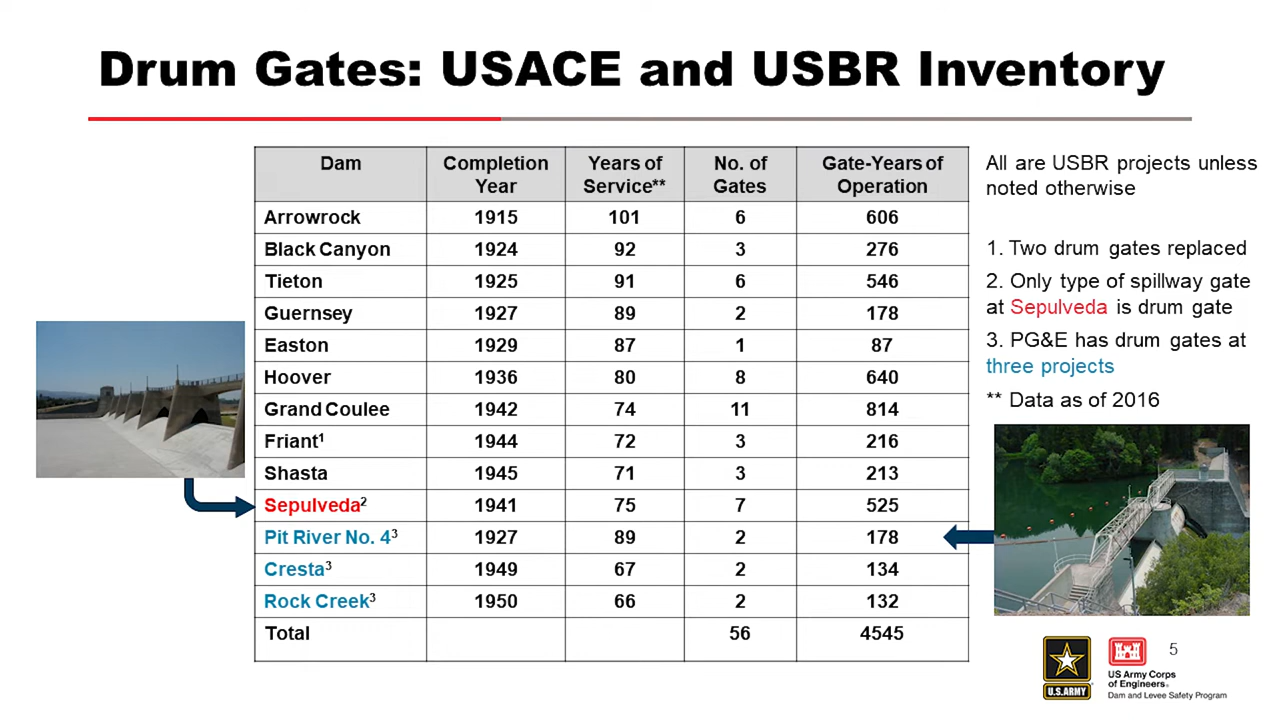 Drum Gates: USACE and USBR Inventory
Dam Completion Year Years of Service** No. of Gates Gate-Years of Operation
Arrowrock 1915 101 6 606
Black Canyon 1924 92 3 276
Tieton 1925 91 6 546
Guernsey 1927 89 2 178
Easton 1929 87 1 87
Hoover 1936 80 8 640
Grand Coulee 1942 74 11 814
Friant¹ 1944 72 3 216
Shasta 1945 71 3 213
Sepulveda² 1941 75 7 525
Pit River No. 4³ 1927 89 2 178
Cresta³ 1949 67 2 134
Rock Creek³ 1950 66 2 132
Total 56 4545
All are USBR projects unless
noted otherwise
1. Two drum gates replaced
2. Only type of spillway gate
at Sepulveda is drum gate
3. PG&E has drum gates at
three projects
** Data as of 2016
U.S.ARMY
US Army Corps
of Engineers®
Dam and Levee Safety Program
5